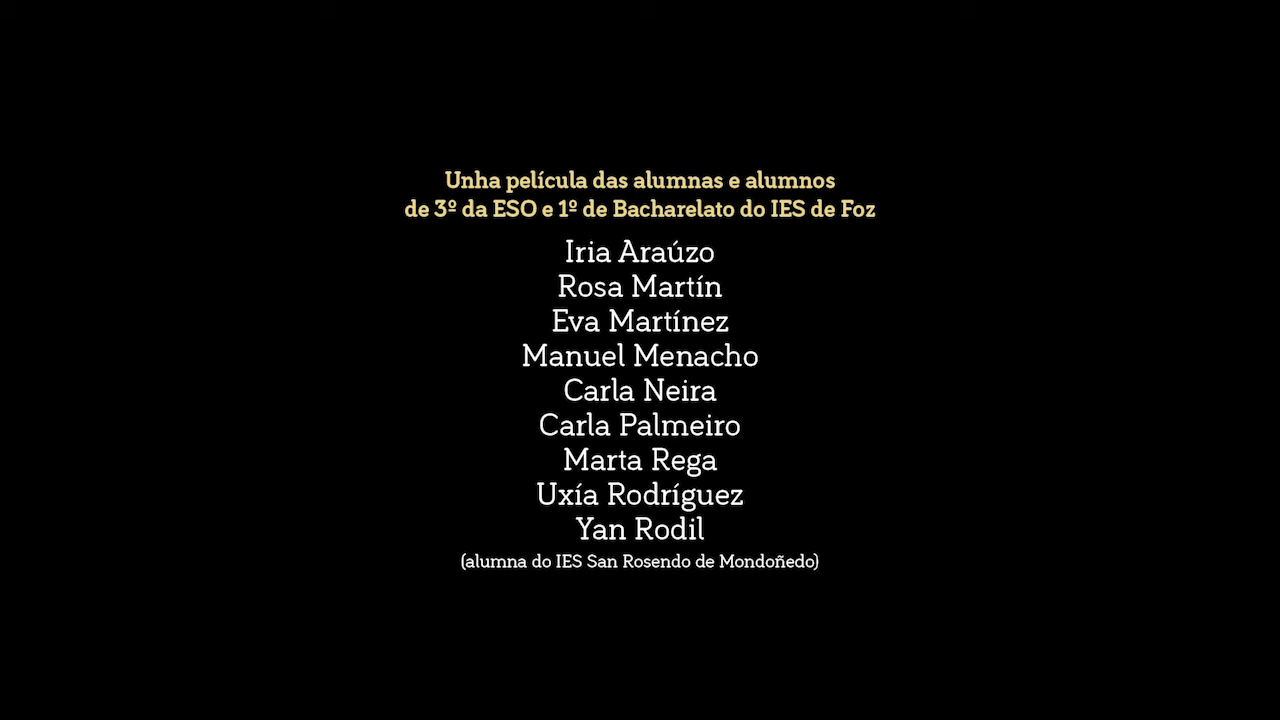 Unha película das alumnas e alumnos
de 3º da ESO e 1º de Bacharelato do IES de Foz
Iria Araúzo
Rosa Martín
Eva Martínez
Manuel Menacho
Carla Neira
Carla Palmeiro
Marta Rega
Uxía Rodríguez
Yan Rodil
(alumna do IES San Rosendo de Mondoñedo)